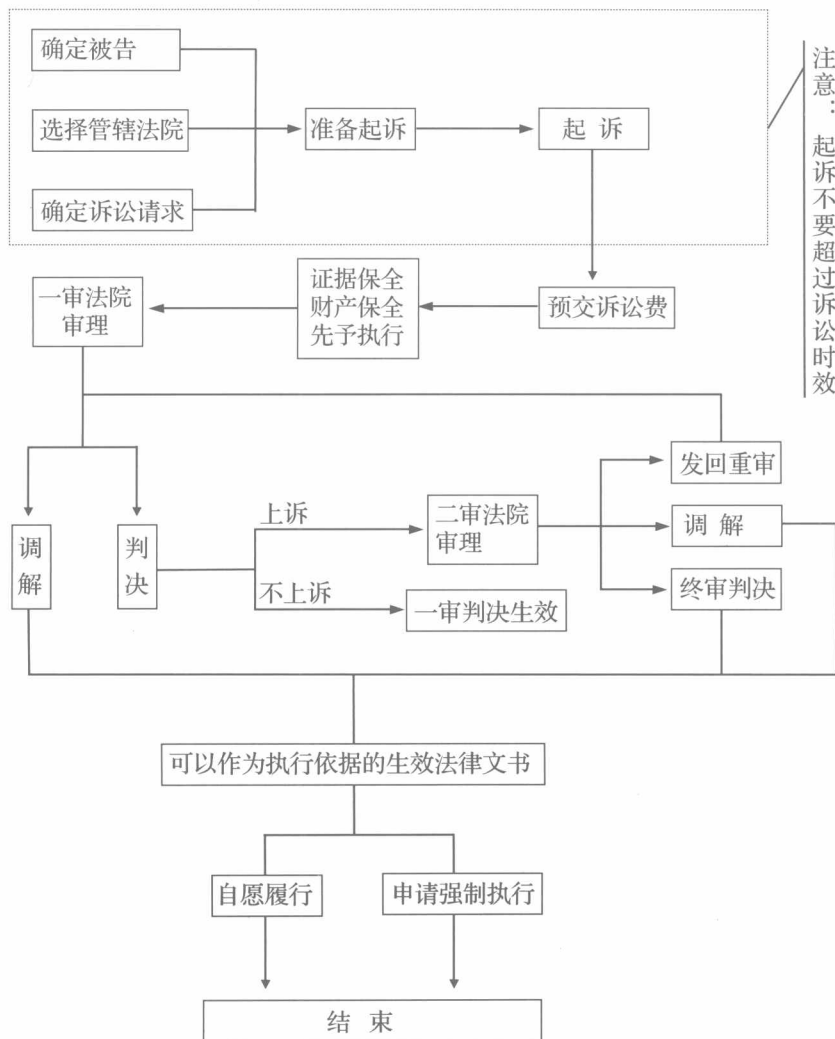 确定被告
选择管辖法院
确定诉讼请求
准备起诉
起 诉
注意：起诉不要超过诉讼时效
预交诉讼费
证据保全
财产保全
先予执行
一审法院
审理
调解
判决
上诉
不上诉
二审法院
审理
一审判决生效
发回重审
调 解
终审判决
可以作为执行依据的生效法律文书
自愿履行
申请强制执行
结 束